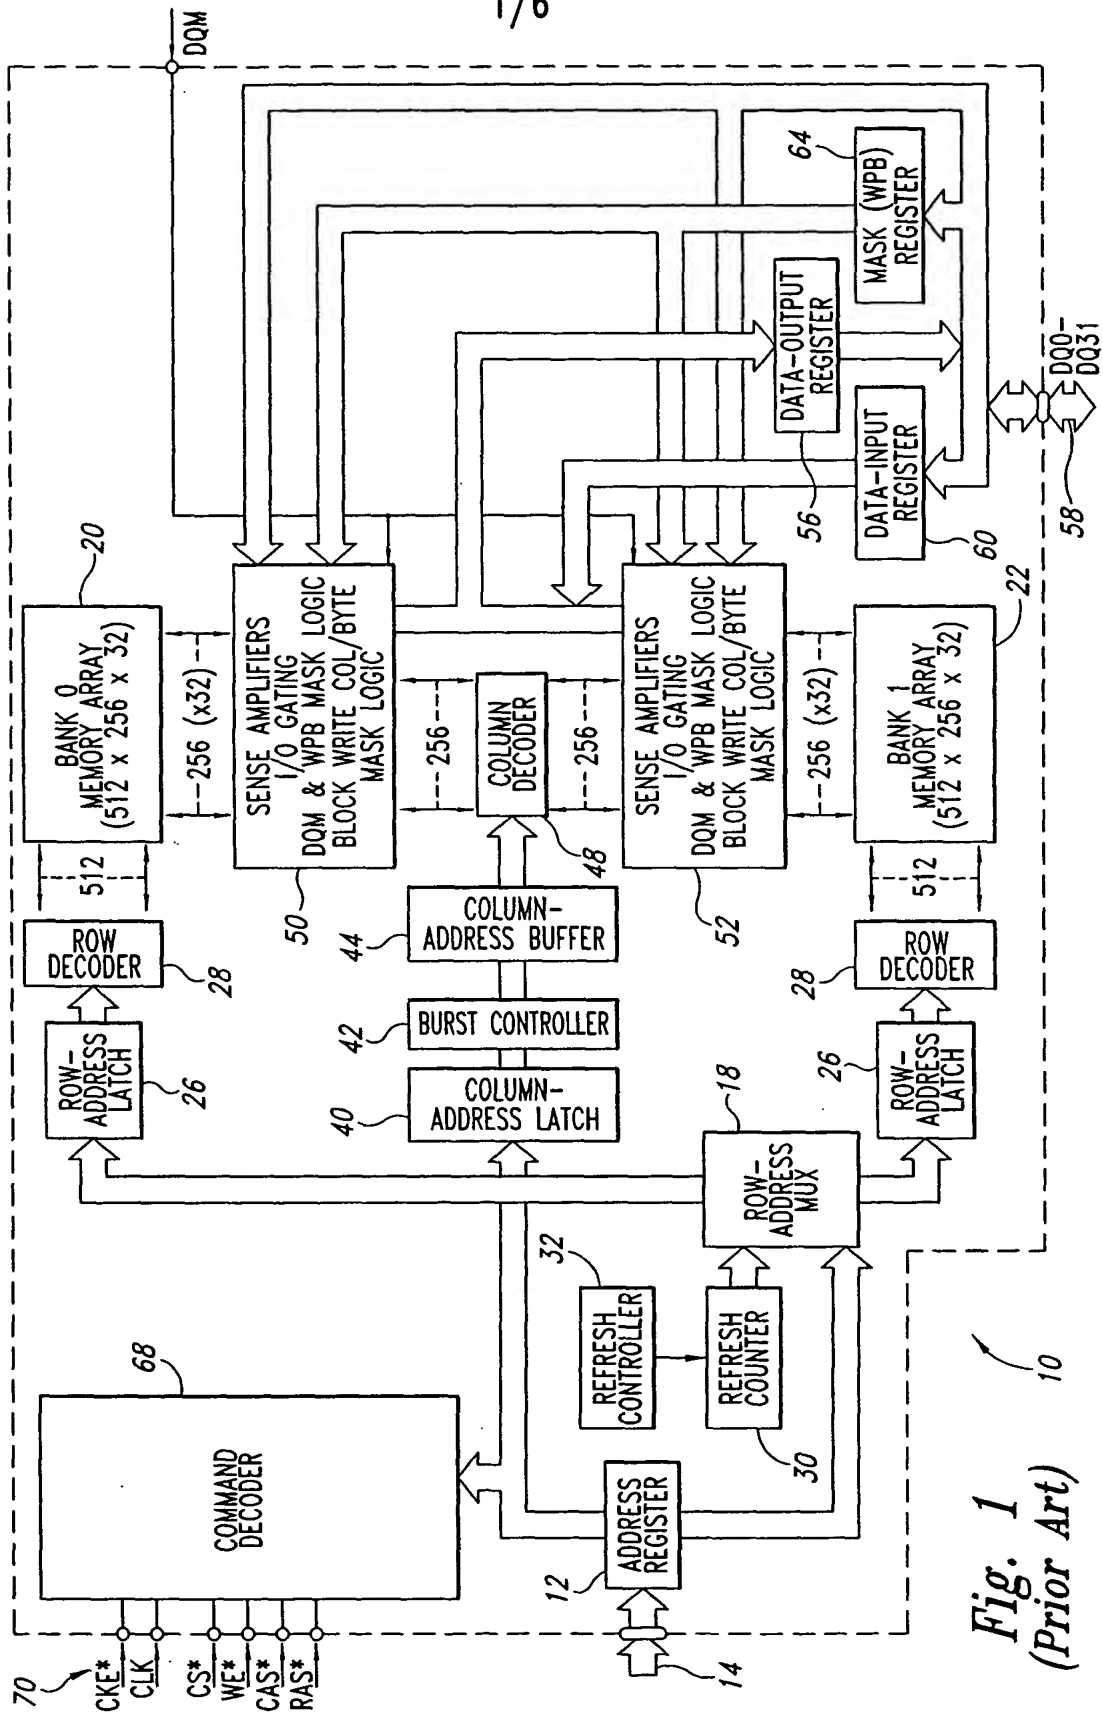 1/6
70
CKE*
CLK
CS*
WE*
CAS*
RAS*
COMMAND
DECODER
68
14
12
ADDRESS
REGISTER
REFRESH
CONTROLLER
32
REFRESH
COUNTER
30
ROW-
ADDRESS
MUX
18
ROW-
ADDRESS
LATCH
26
ROW
DECODER
28
512
BANK 0
MEMORY ARRAY
(512 x 256 x 32)
20
256 (x32)
SENSE AMPLIFIERS
I/O GATING
DQM & WPB MASK LOGIC
BLOCK WRITE COL/BYTE
MASK LOGIC
50
256
COLUMN-
ADDRESS LATCH
40
BURST CONTROLLER
42
COLUMN-
ADDRESS BUFFER
44
COLUMN
DECODER
48
256
SENSE AMPLIFIERS
I/O GATING
DQM & WPB MASK LOGIC
BLOCK WRITE COL/BYTE
MASK LOGIC
52
256 (x32)
BANK 1
MEMORY ARRAY
(512 x 256 x 32)
22
512
ROW
DECODER
28
ROW-
ADDRESS
LATCH
26
DQM
DATA-OUTPUT
REGISTER
56
DATA-INPUT
REGISTER
60
MASK (WPB)
REGISTER
64
DQ0-
DQ31
58
10
Fig. 1
(Prior Art)